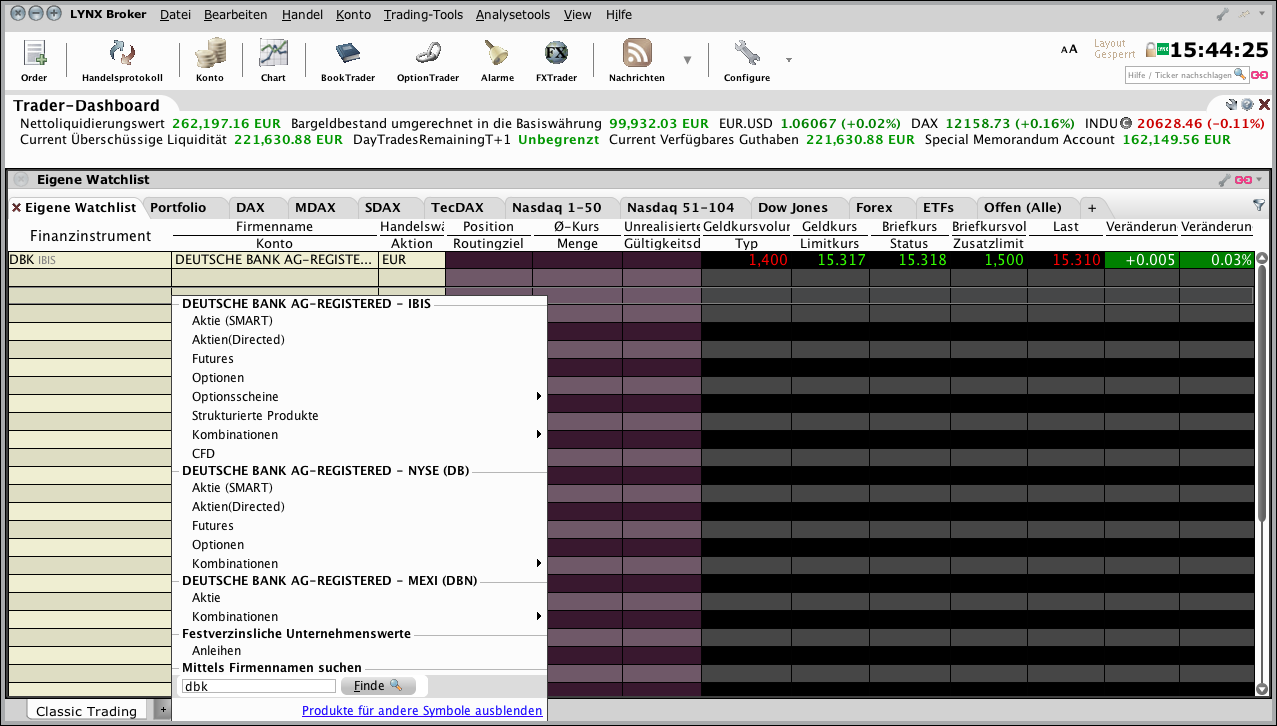 LYNX Broker Datei Bearbeiten Handel Konto Trading-Tools Analysetools View Hilfe
Layout Gesperrt
AA LYNX 15:44:25
FX
Order Handelsprotokoll Konto Chart BookTrader OptionTrader Alarme FXTrader Nachrichten Configure
Hilfe / Ticker nachschlagen
Trader-Dashboard
Nettoliquidierungswert 262,197.16 EUR Bargeldbestand umgerechnet in die Basiswährung 99,932.03 EUR EUR.USD 1.06067 (+0.02%) DAX 12158.73 (+0.16%) INDU C 20628.46 (-0.11%)
Current Überschüssige Liquidität 221,630.88 EUR DayTradesRemainingT+1 Unbegrenzt Current Verfügbares Guthaben 221,630.88 EUR Special Memorandum Account 162,149.56 EUR
Eigene Watchlist
Eigene Watchlist Portfolio DAX MDAX SDAX TecDAX Nasdaq 1-50 Nasdaq 51-104 Dow Jones Forex ETFs Offen (Alle) +
Finanzinstrument
Firmenname Handelswä Position Ø-Kurs Unrealisierte Geldkursvolur Geldkurs Briefkurs Briefkursvol Last Veränderun Veränderun
Konto Aktion Routingziel Menge Gültigkeitsd Typ Limitkurs Status Zusatzlimit
DBK IBIS DEUTSCHE BANK AG-REGISTE... EUR 1,400 15.317 15.318 1,500 15.310 +0.005 0.03%
DEUTSCHE BANK AG-REGISTERED - IBIS
Aktie (SMART)
Aktien(Directed)
Futures
Optionen
Optionsscheine
Strukturierte Produkte
Kombinationen
CFD
DEUTSCHE BANK AG-REGISTERED - NYSE (DB)
Aktie (SMART)
Aktien(Directed)
Futures
Optionen
Kombinationen
DEUTSCHE BANK AG-REGISTERED - MEXI (DBN)
Aktie
Kombinationen
Festverzinsliche Unternehmenswerte
Anleihen
Mittels Firmennamen suchen
dbk Finde
Produkte für andere Symbole ausblenden
Classic Trading +